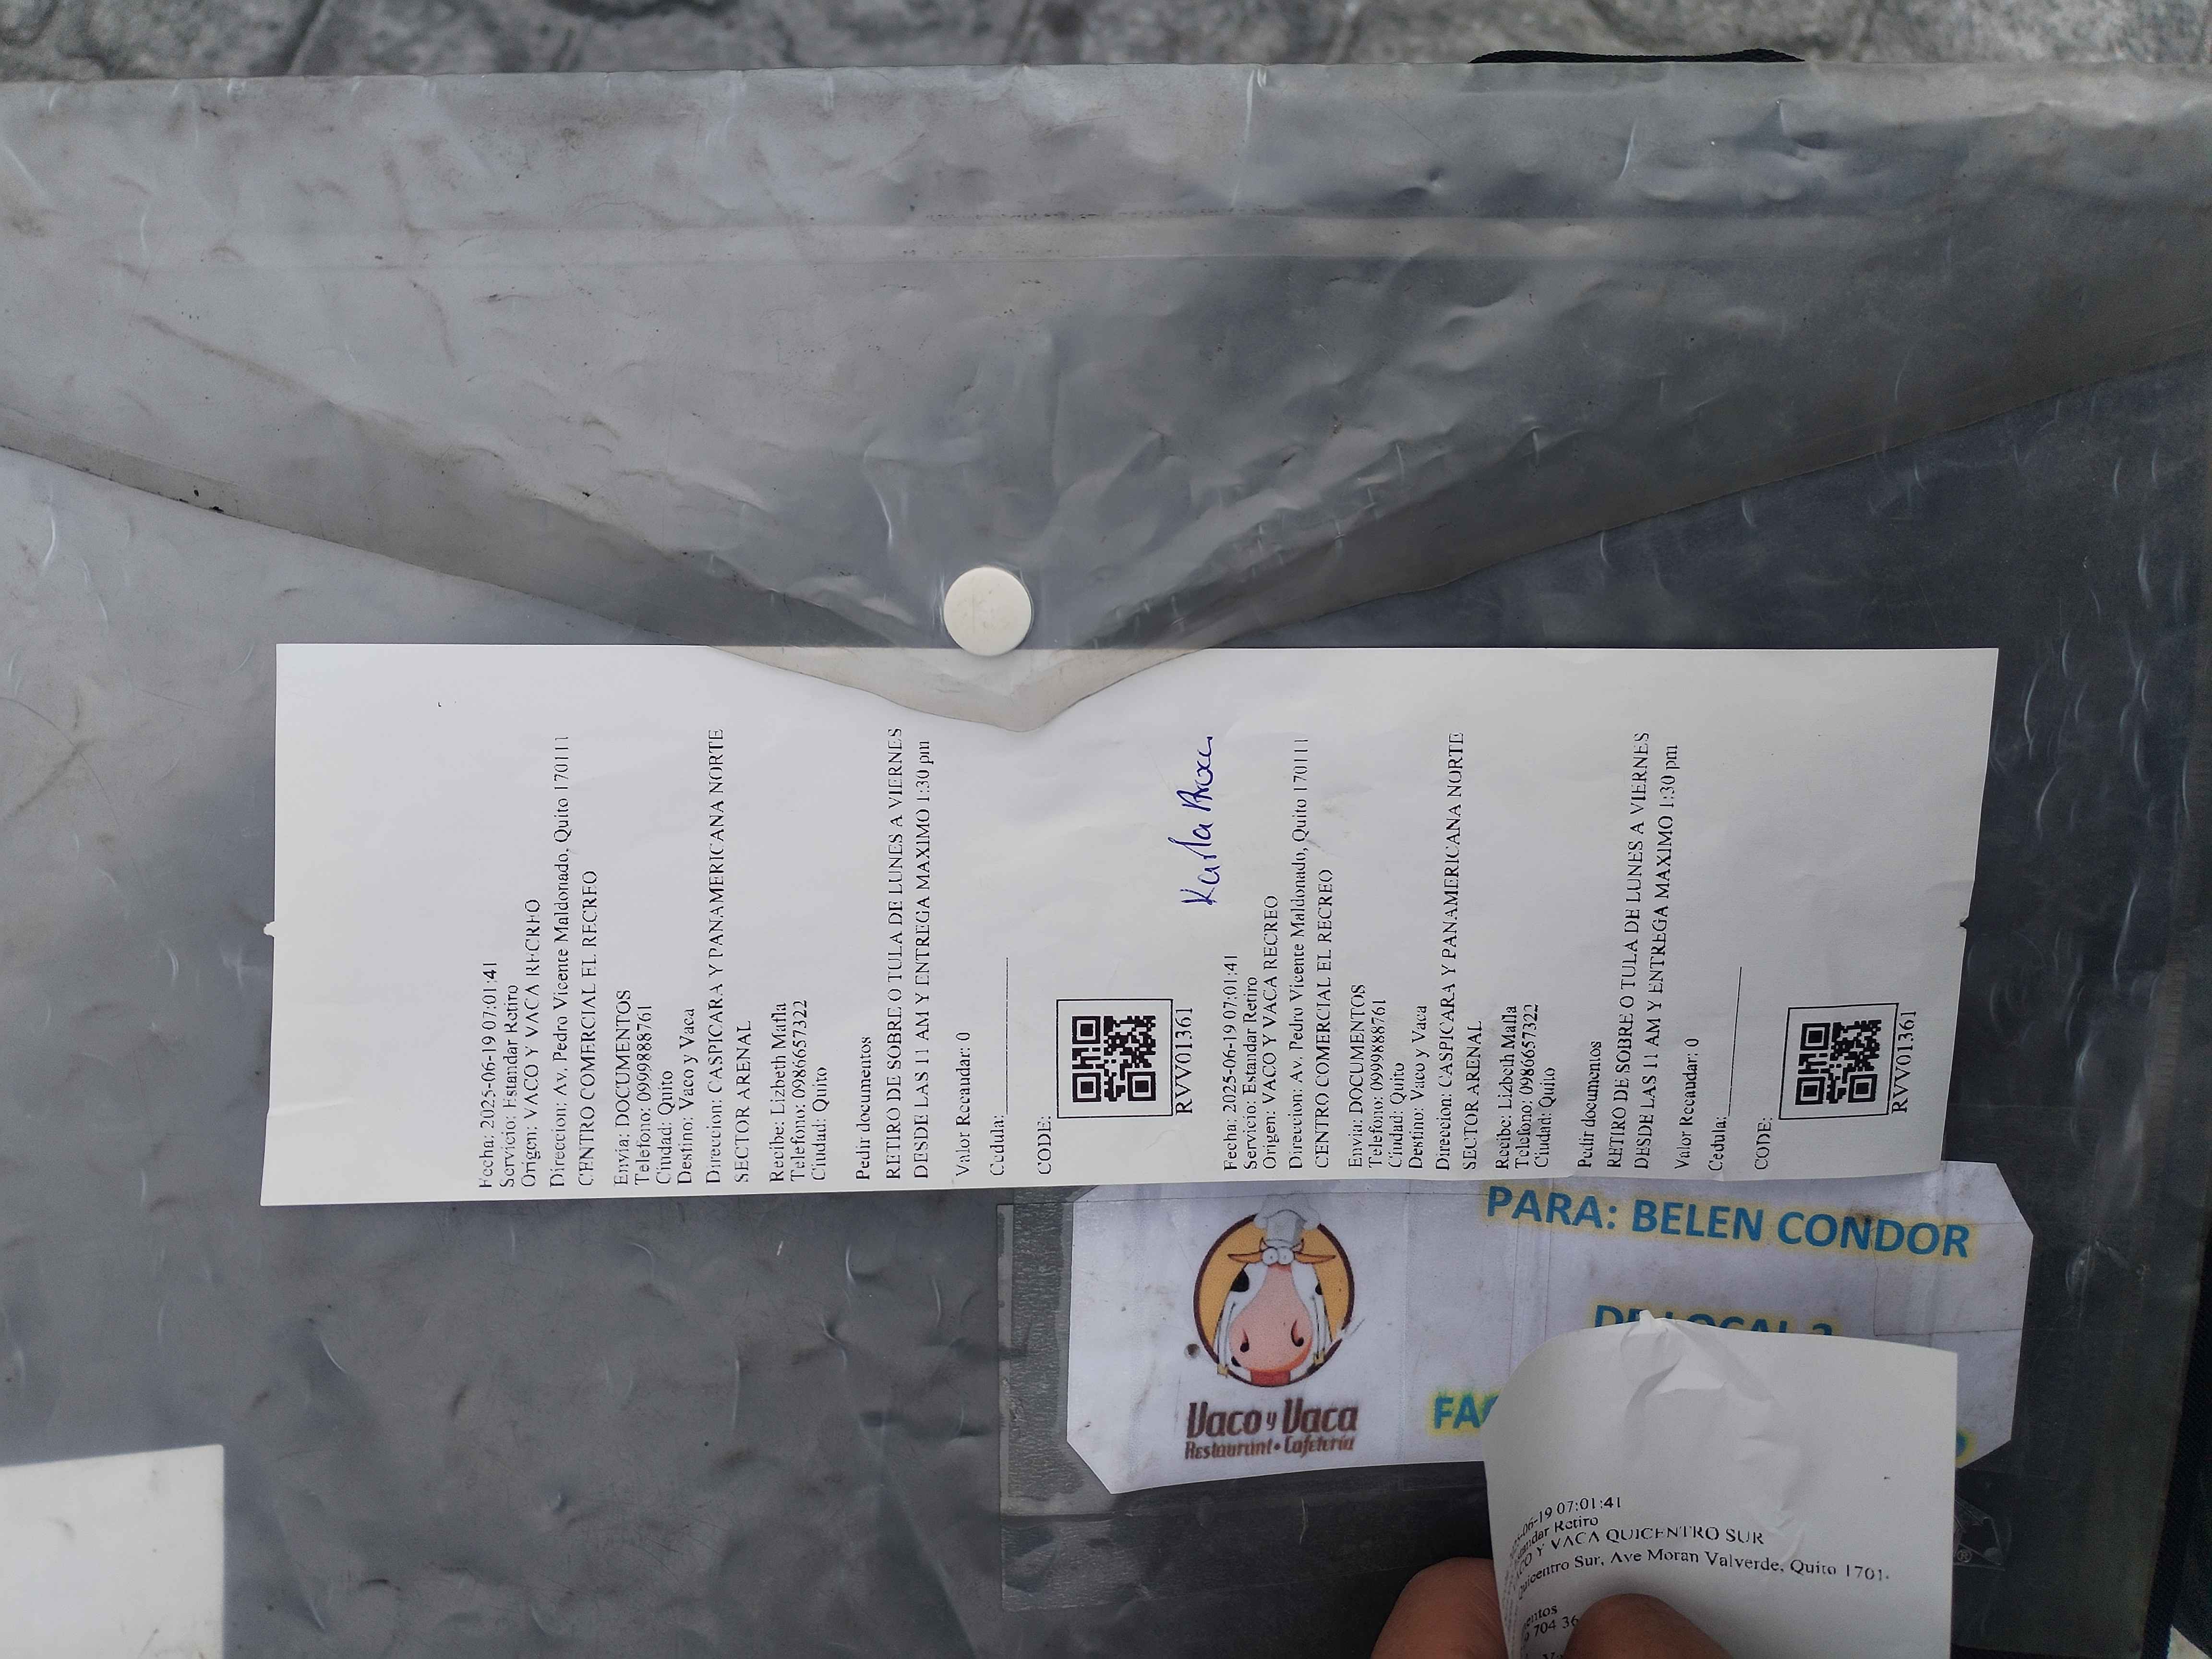 Fecha: 2025-06-19 07:01:41
Servicio: Estandar Retiro
Origen: VACO Y VACA RECREO
Direccion: Av. Pedro Vicente Maldonado, Quito 170111
CENTRO COMERCIAL EL RECREO
Envia: DOCUMENTOS
Telefono: 0999888761
Ciudad: Quito
Destino: Vaco y Vaca
Direccion: CASPICARA Y PANAMERICANA NORTE
SECTOR ARENAL
Recibe: Lizbeth Mafla
Telefono: 0986657322
Ciudad: Quito
Pedir documentos
RETIRO DE SOBRE O TULA DE LUNES A VIERNES
DESDE LAS 11 AM Y ENTREGA MAXIMO 1:30 pm
Valor Recaudar: 0
Cedula:
CODE:
RVV01361
Karla
Fecha: 2025-06-19 07:01:41
Servicio: Estandar Retiro
Origen: VACO Y VACA RECREO
Direccion: Av. Pedro Vicente Maldonado, Quito 170111
CENTRO COMERCIAL EL RECREO
Envia: DOCUMENTOS
Telefono: 0999888761
Ciudad: Quito
Destino: Vaco y Vaca
Direccion: CASPICARA Y PANAMERICANA NORTE
SECTOR ARENAL
Recibe: Lizbeth Mafla
Telefono: 0986657322
Ciudad: Quito
Pedir documentos
RETIRO DE SOBRE O TULA DE LUNES A VIERNES
DESDE LAS 11 AM Y ENTREGA MAXIMO 1:30 pm
Valor Recaudar: 0
Cedula:
CODE:
RVV01361
PARA: BELEN CONDOR
DE LOCAL 2
Vaco y Vaca
Restaurant • Cafetería
-06-19 07:01:41
Retiro
Y VACA QUICENTRO SUR
Quicentro Sur, Ave Moran Valverde, Quito 1701
704 36